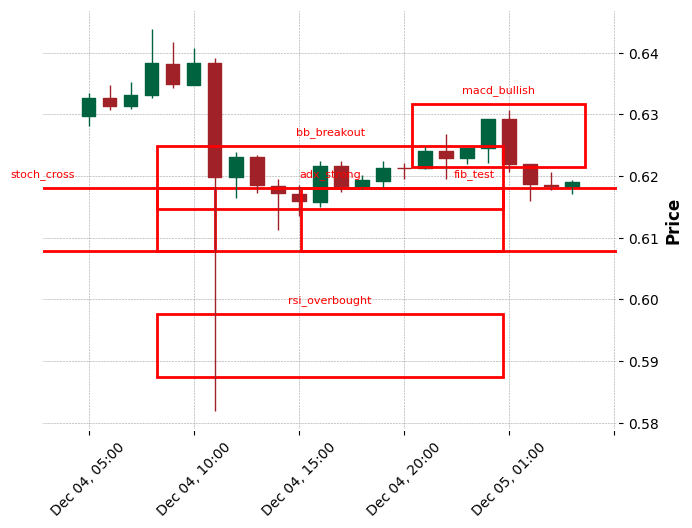 0.64
macd_bullish
0.63
bb_breakout
stoch_cross
fib_test
0.62
Price
0.61
rsi_overbought
0.60
0.59
0.58
Dec 04, 05:00
Dec 04, 10:00
Dec 04, 15:00
Dec 04, 20:00
Dec 05, 01:00